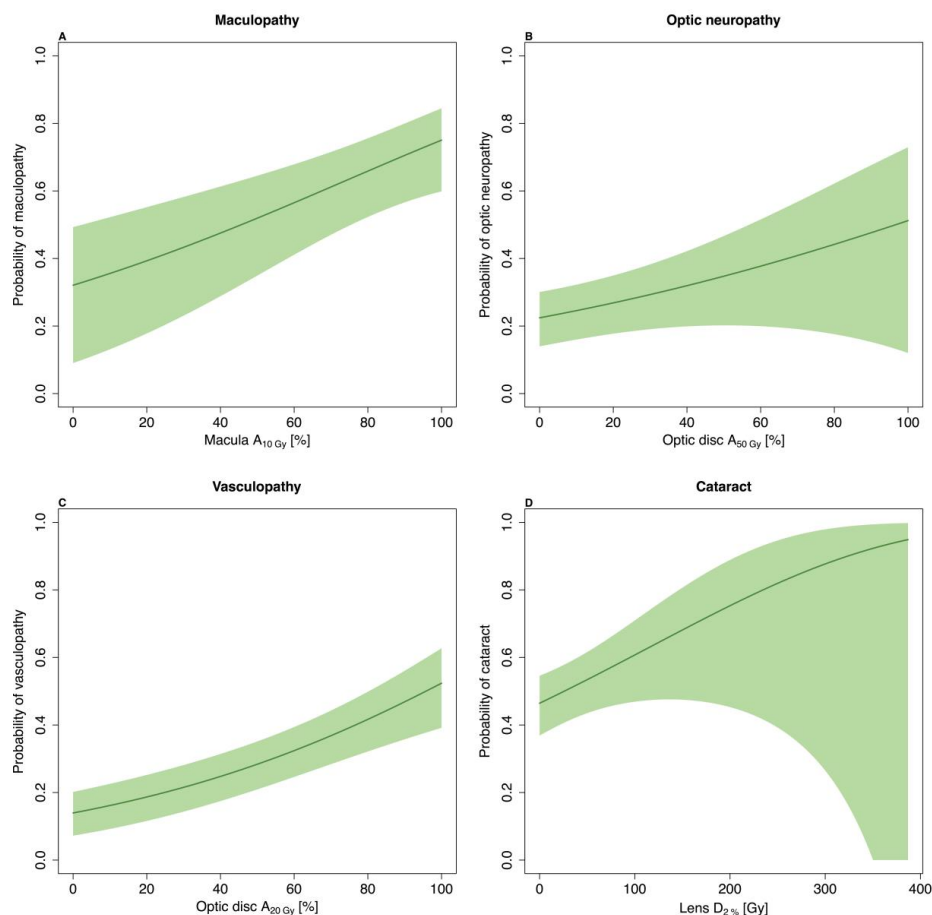 Maculopathy
A
Probability of maculopathy
1.0
0.8
0.6
0.4
0.2
0.0
0 20 40 60 80 100
Macula A10 Gy [%]
Optic neuropathy
B
Probability of optic neuropathy
1.0
0.8
0.6
0.4
0.2
0.0
0 20 40 60 80 100
Optic disc A50 Gy [%]
Vasculopathy
C
Probability of vasculopathy
1.0
0.8
0.6
0.4
0.2
0.0
0 20 40 60 80 100
Optic disc A20 Gy [%]
Cataract
D
Probability of cataract
1.0
0.8
0.6
0.4
0.2
0.0
0 100 200 300 400
Lens D2 % [Gy]